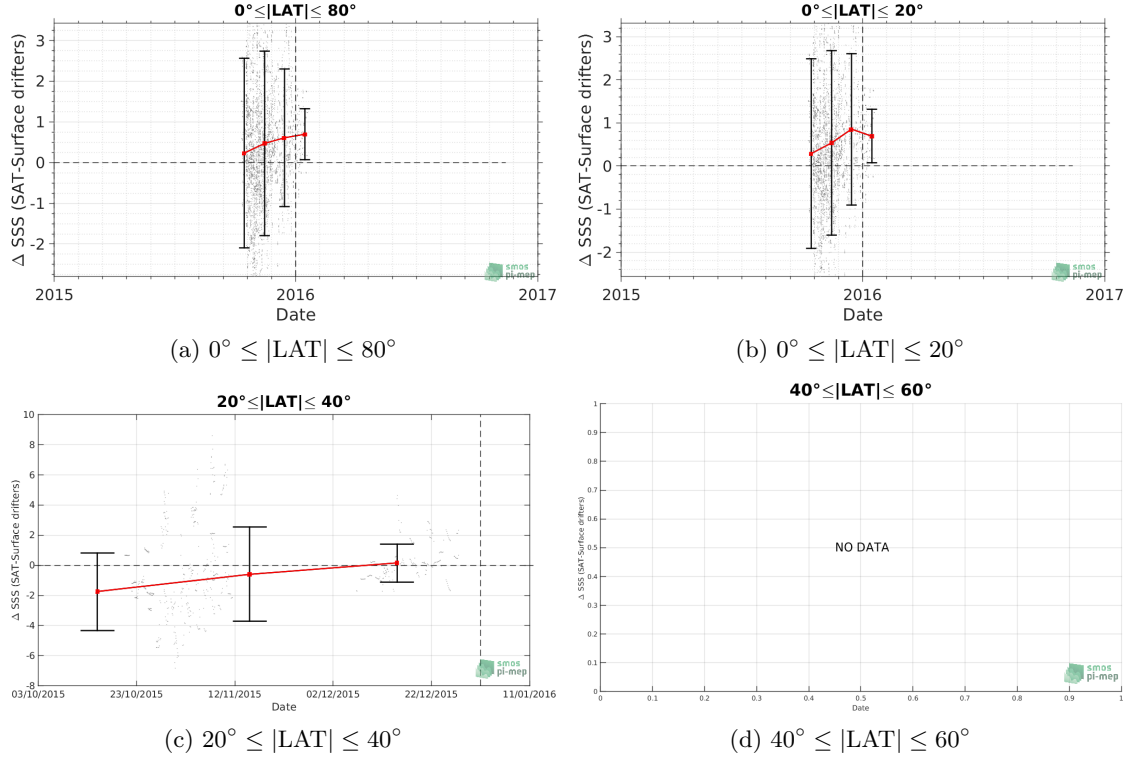 0°≤|LAT|≤ 80°
Δ SSS (SAT-Surface drifters)
3
2
1
0
-1
-2
2015
2016
2017
Date
smos
pi-mep
(a) 0° ≤ |LAT| ≤ 80°
0°≤|LAT|≤ 20°
Δ SSS (SAT-Surface drifters)
3
2
1
0
-1
-2
2015
2016
2017
Date
smos
pi-mep
(b) 0° ≤ |LAT| ≤ 20°
20°≤|LAT|≤ 40°
Δ SSS (SAT-Surface drifters)
10
8
6
4
2
0
-2
-4
-6
-8
03/10/2015
23/10/2015
12/11/2015
02/12/2015
22/12/2015
11/01/2016
Date
smos
pi-mep
(c) 20° ≤ |LAT| ≤ 40°
40°≤|LAT|≤ 60°
Δ SSS (SAT-Surface drifters)
1
0.9
0.8
0.7
0.6
0.5
0.4
0.3
0.2
0.1
0
NO DATA
0
0.1
0.2
0.3
0.4
0.5
0.6
0.7
0.8
0.9
1
Date
smos
pi-mep
(d) 40° ≤ |LAT| ≤ 60°